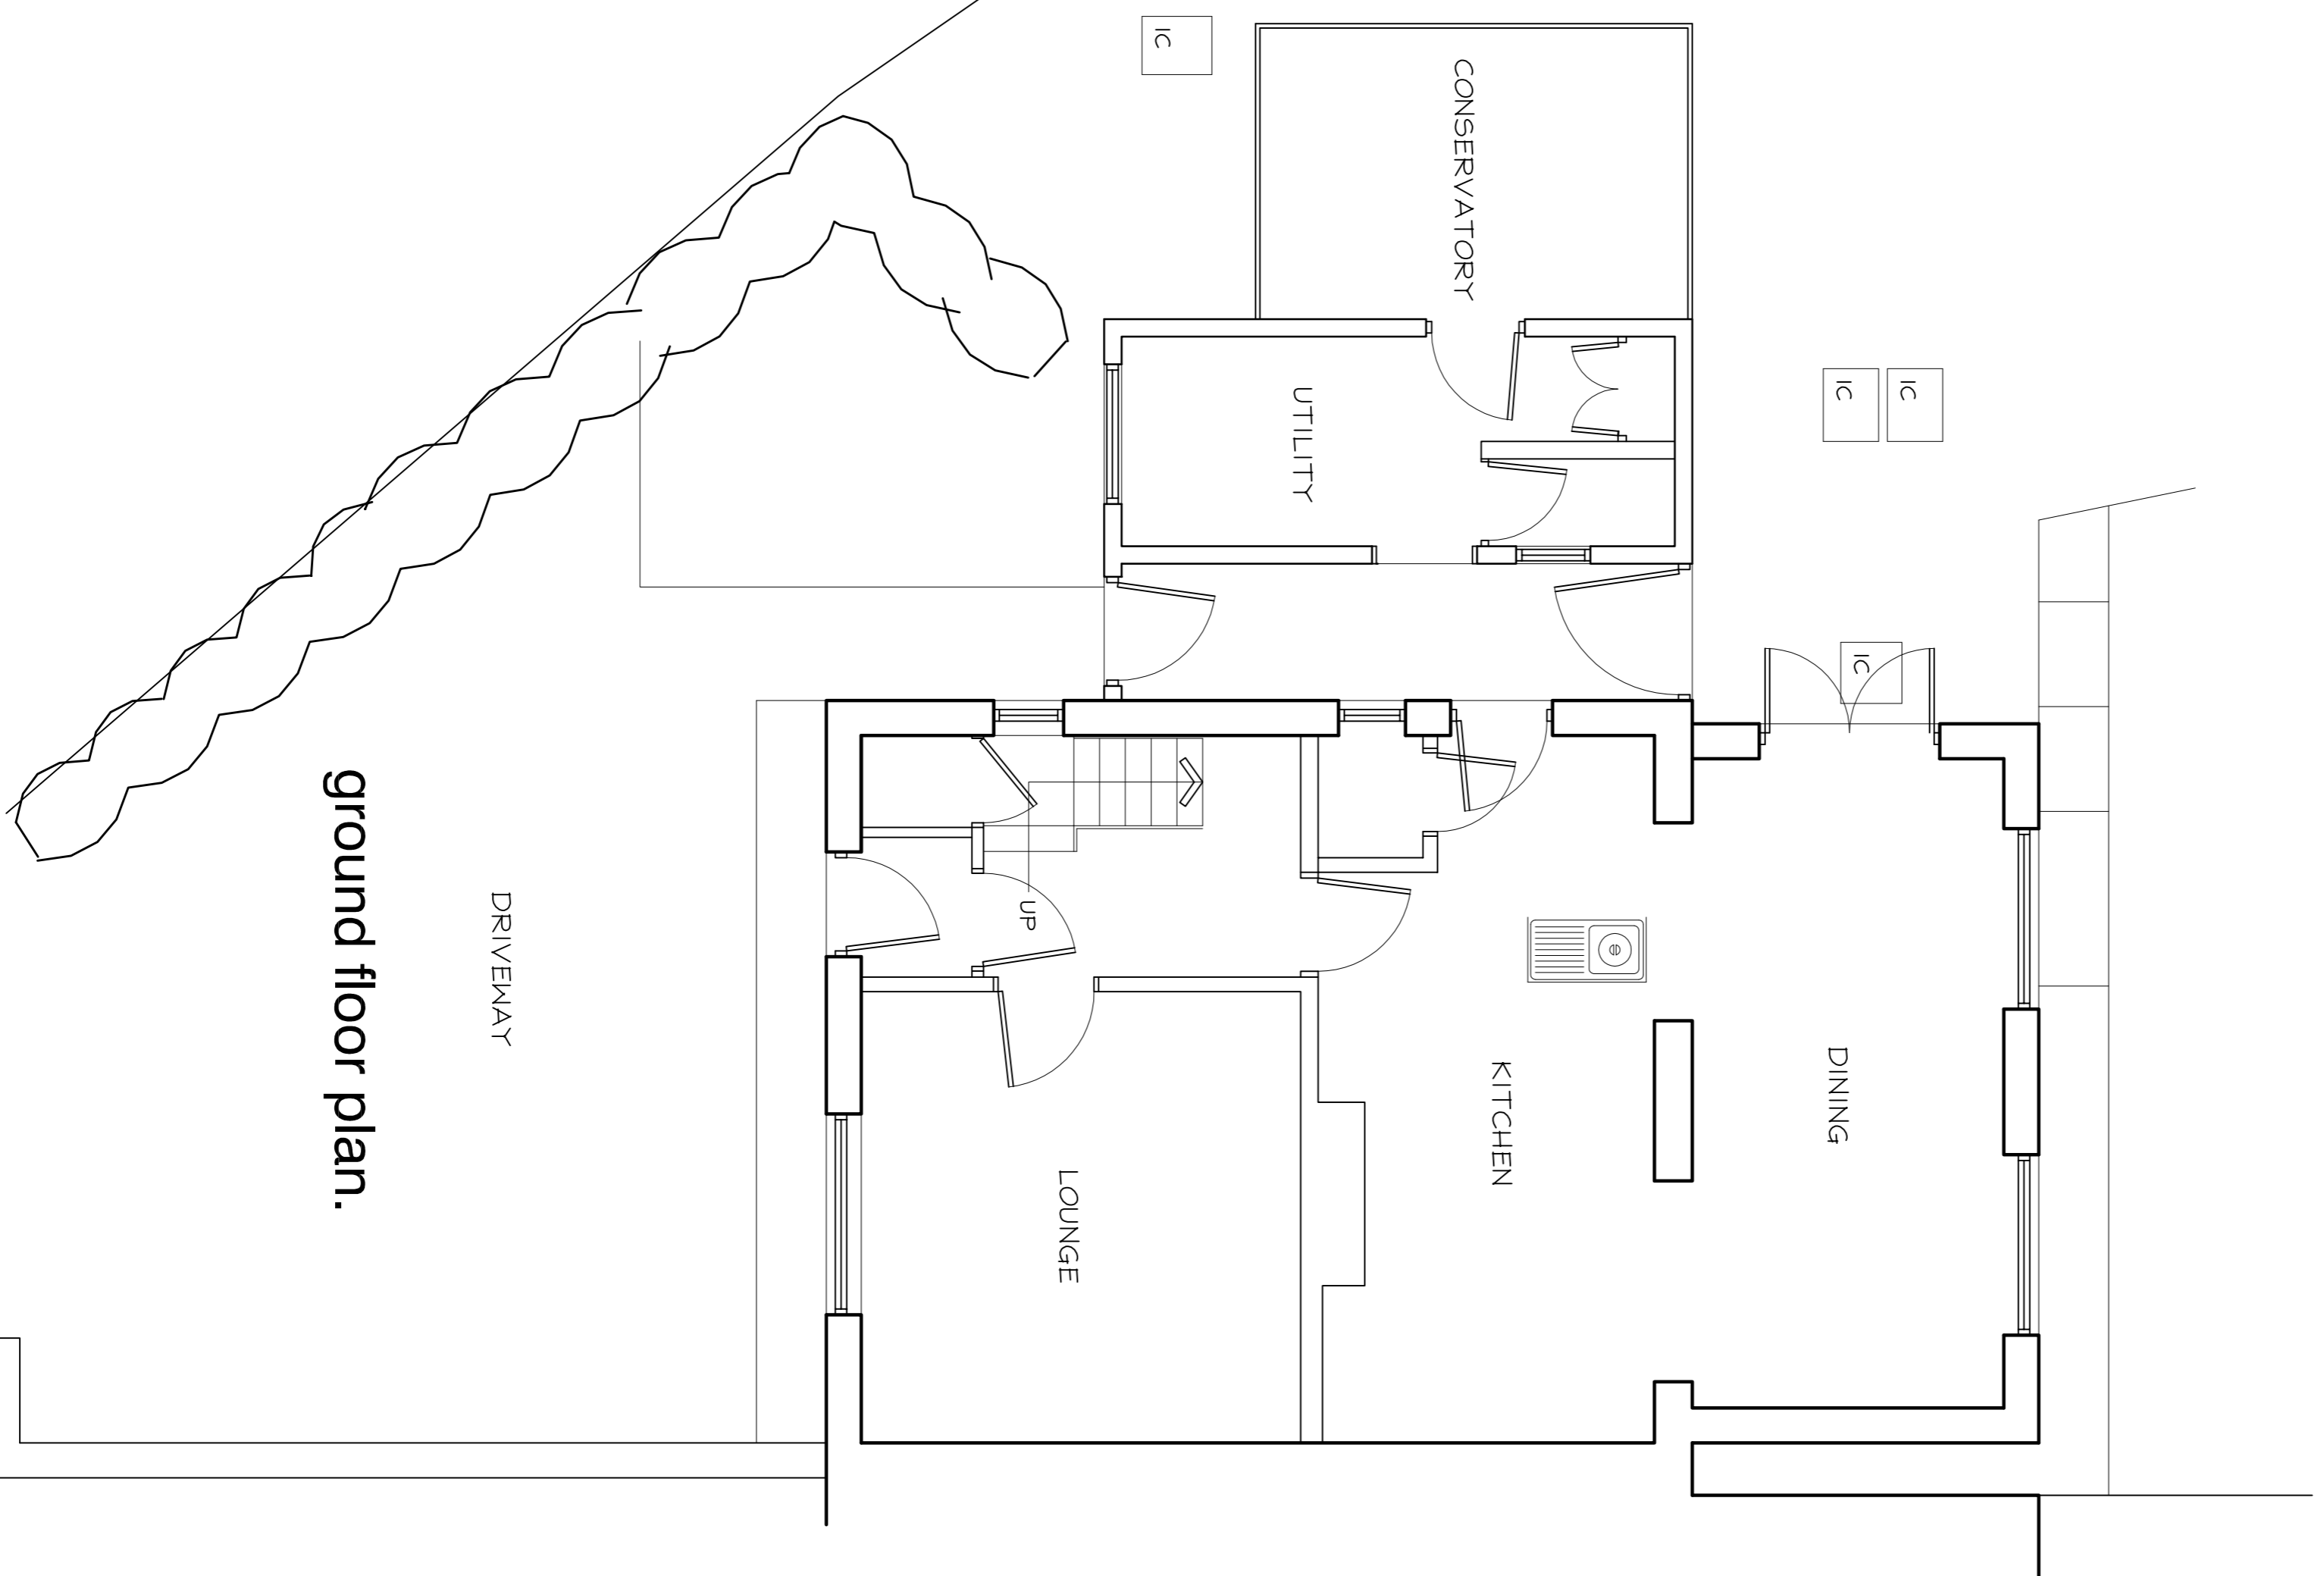 IC
CONSERVATORY
IC
IC
UTILITY
IC
UP
DRIVEWAY
KITCHEN
DINING
LOUNGE
ground floor plan.